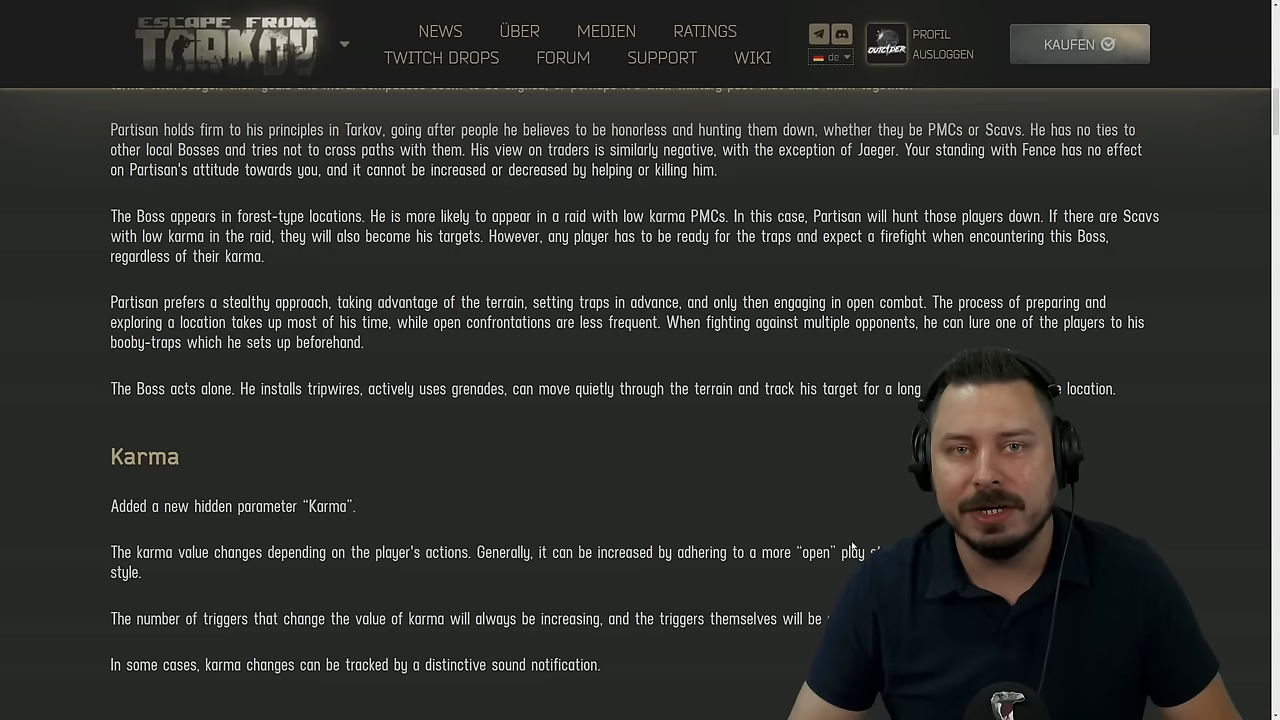 ESCAPE FROM
TARKOV
NEWS ÜBER MEDIEN RATINGS
TWITCH DROPS FORUM SUPPORT WIKI
de
OUTCIDER
PROFIL
AUSLOGGEN
KAUFEN
Partisan holds firm to his principles in Tarkov, going after people he believes to be honorless and hunting them down, whether they be PMCs or Scavs. He has no ties to
other local Bosses and tries not to cross paths with them. His view on traders is similarly negative, with the exception of Jaeger. Your standing with Fence has no effect
on Partisan's attitude towards you, and it cannot be increased or decreased by helping or killing him.
The Boss appears in forest-type locations. He is more likely to appear in a raid with low karma PMCs. In this case, Partisan will hunt those players down. If there are Scavs
with low karma in the raid, they will also become his targets. However, any player has to be ready for the traps and expect a firefight when encountering this Boss,
regardless of their karma.
Partisan prefers a stealthy approach, taking advantage of the terrain, setting traps in advance, and only then engaging in open combat. The process of preparing and
exploring a location takes up most of his time, while open confrontations are less frequent. When fighting against multiple opponents, he can lure one of the players to his
booby-traps which he sets up beforehand.
The Boss acts alone. He installs tripwires, actively uses grenades, can move quietly through the terrain and track his target for a long location.
Karma
Added a new hidden parameter “Karma”.
The karma value changes depending on the player's actions. Generally, it can be increased by adhering to a more “open” play
style.
The number of triggers that change the value of karma will always be increasing, and the triggers themselves will be
In some cases, karma changes can be tracked by a distinctive sound notification.